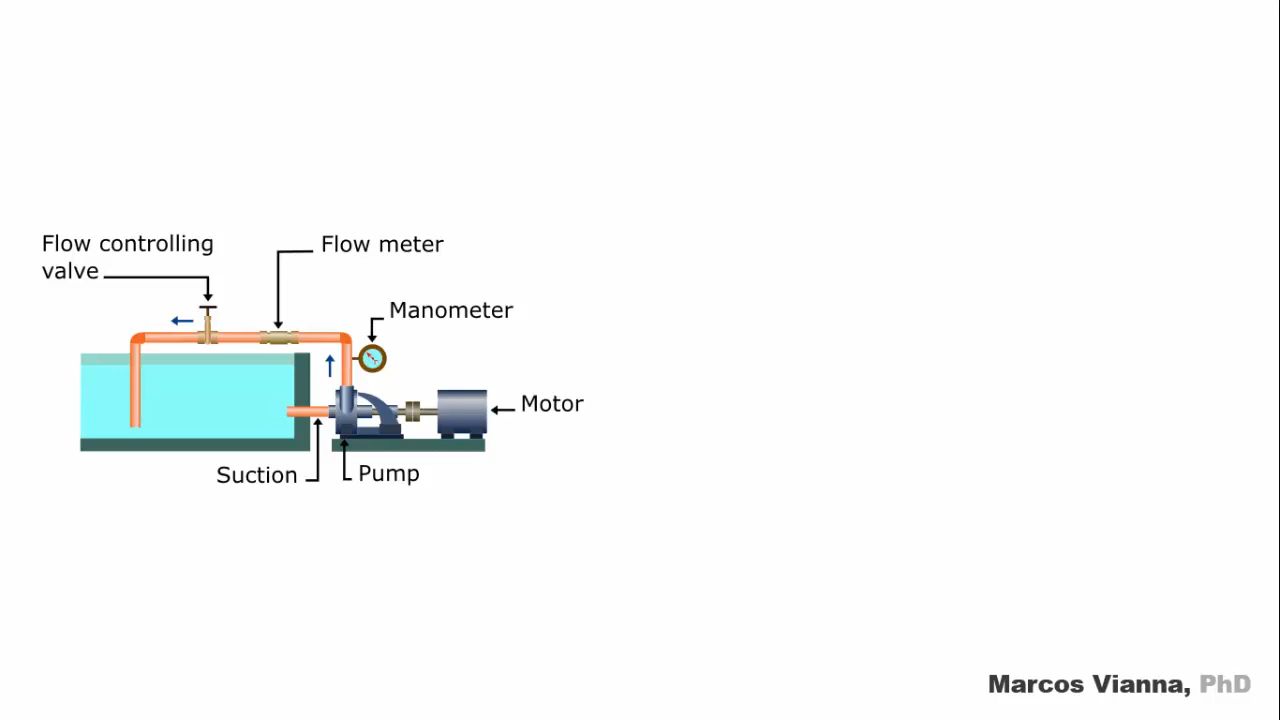 Flow controlling
valve
Flow meter
Manometer
Motor
Suction
Pump
Marcos Vianna, PhD